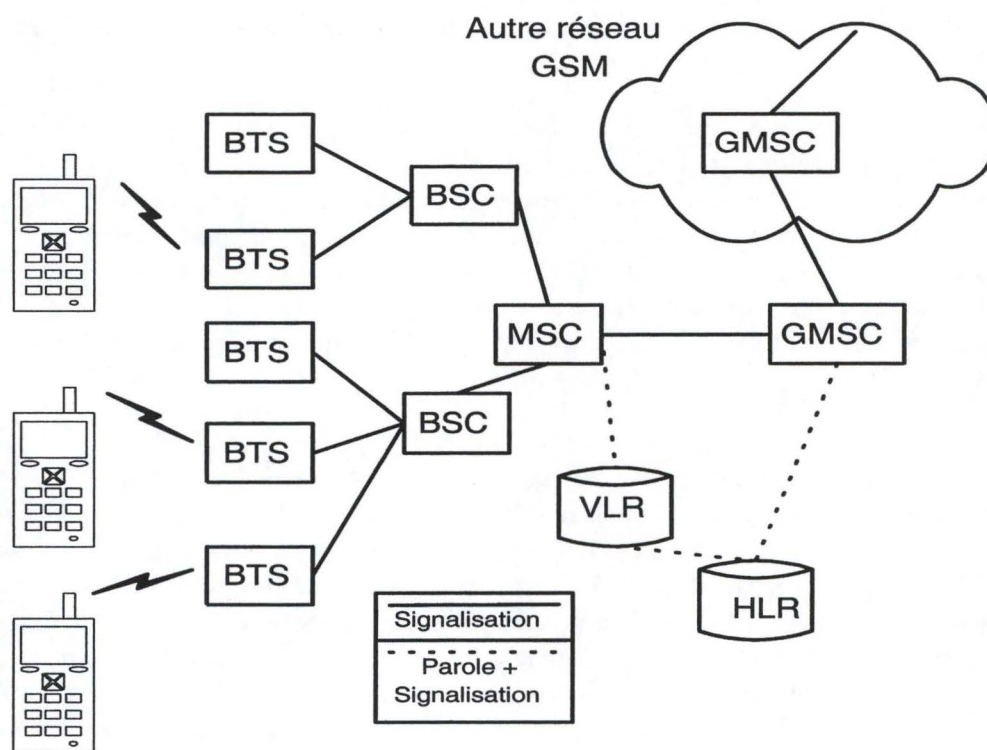 Autre réseau
GSM
GMSC
BTS
BSC
BTS
BTS
MSC
GMSC
BSC
BTS
VLR
BTS
HLR
Signalisation
Parole +
Signalisation